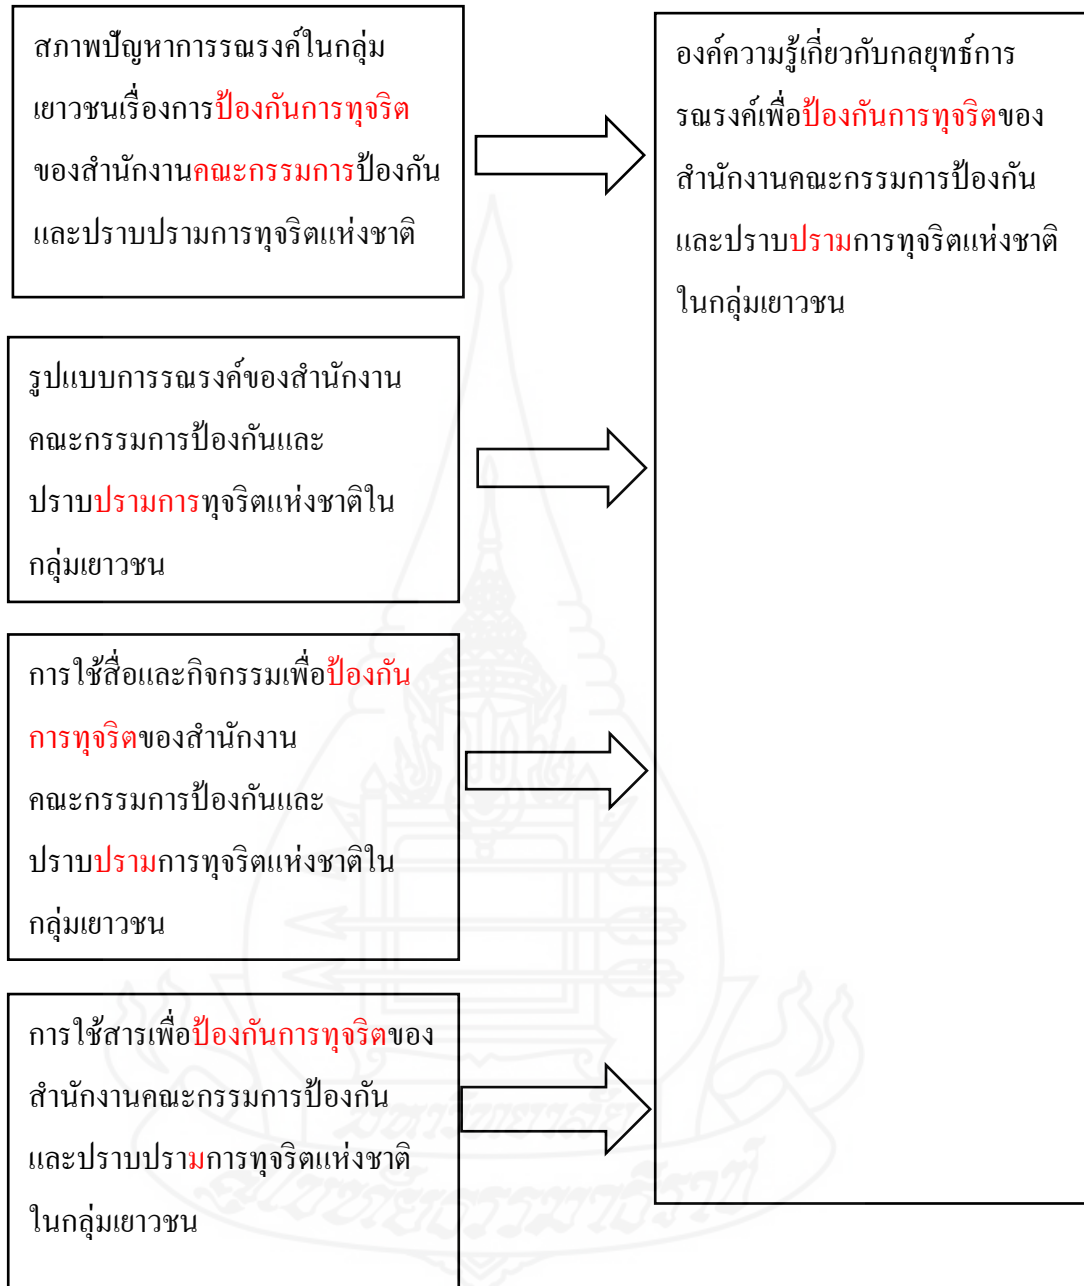 สภาพปัญหาการรณรงค์ในกลุ่ม
เยาวชนเรื่องการป้องกันการทุจริต
ของสำนักงานคณะกรรมการป้องกัน
และปราบปรามการทุจริตแห่งชาติ
รูปแบบการรณรงค์ของสำนักงาน
คณะกรรมการป้องกันและ
ปราบปรามการทุจริตแห่งชาติใน
กลุ่มเยาวชน
การใช้สื่อและกิจกรรมเพื่อป้องกัน
การทุจริตของสำนักงาน
คณะกรรมการป้องกันและ
ปราบปรามการทุจริตแห่งชาติใน
กลุ่มเยาวชน
การใช้สารเพื่อป้องกันการทุจริตของ
สำนักงานคณะกรรมการป้องกัน
และปราบปรามการทุจริตแห่งชาติ
ในกลุ่มเยาวชน
องค์ความรู้เกี่ยวกับกลยุทธ์การ
รณรงค์เพื่อป้องกันการทุจริตของ
สำนักงานคณะกรรมการป้องกัน
และปราบปรามการทุจริตแห่งชาติ
ในกลุ่มเยาวชน
มหาวิทยาลัย
สุโขทัยธรรมาธิราช